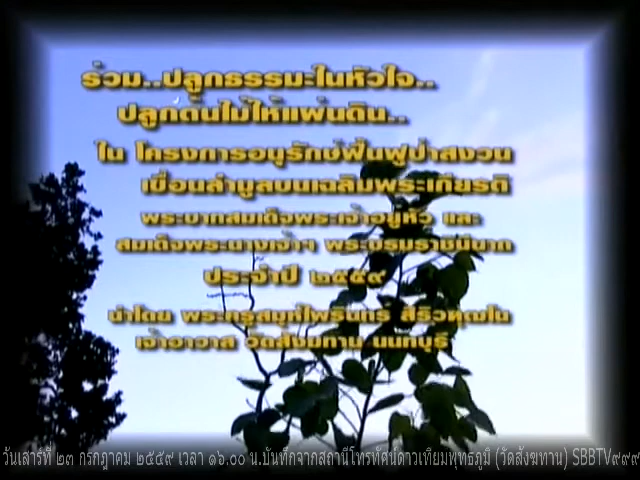 ร่วม..ปลูกธรรมะในหัวใจ..
ปลูกต้นไม้ให้แผ่นดิน..
ใน โครงการอนุรักษ์ฟื้นฟูป่าสงวน
เขื่อนลำมูลบนเฉลิมพระเกียรติ
พระบาทสมเด็จพระเจ้าอยู่หัว และ
สมเด็จพระนางเจ้าฯ พระบรมราชินีนาถ
ประจำปี ๒๕๕๙
นำโดย พระครูสมุห์ไพรินทร์ สิริวฑฺฒโน
เจ้าอาวาส วัดสังฆทาน นนทบุรี
วันเสาร์ที่ ๒๓ กรกฎาคม ๒๕๕๙ เวลา ๑๖.๐๐ น.บันทึกจากสถานีโทรทัศน์ดาวเทียมพุทธภูมิ (วัดสังฆทาน) SBBTV๙๙๙